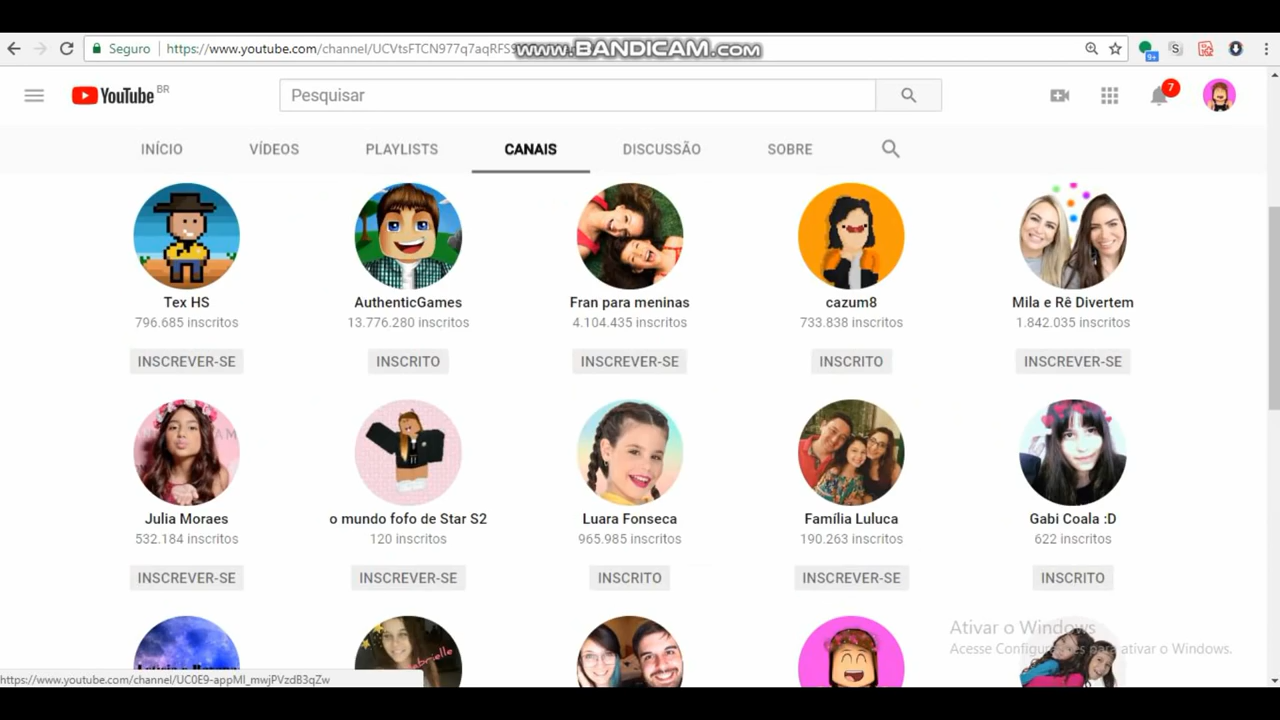 Seguro https://www.youtube.com/channel/UCVtsFTCN977q7aqRFS
www.BANDICAM.com
9+
YouTube BR
Pesquisar
7
INÍCIO VÍDEOS PLAYLISTS CANAIS DISCUSSÃO SOBRE
Tex HS AuthenticGames Fran para meninas cazum8 Mila e Rê Divertem
796.685 inscritos 13.776.280 inscritos 4.104.435 inscritos 733.838 inscritos 1.842.035 inscritos
INSCREVER-SE INSCRITO INSCREVER-SE INSCRITO INSCREVER-SE
Julia Moraes o mundo fofo de Star S2 Luara Fonseca Família Luluca Gabi Coala :D
532.184 inscritos 120 inscritos 965.985 inscritos 190.263 inscritos 622 inscritos
INSCREVER-SE INSCREVER-SE INSCRITO INSCREVER-SE INSCRITO
Ativar o Windows
Acesse Configurações para ativar o Windows.
https://www.youtube.com/channel/UC0E9-appMI_mwjPVzdB3qZw